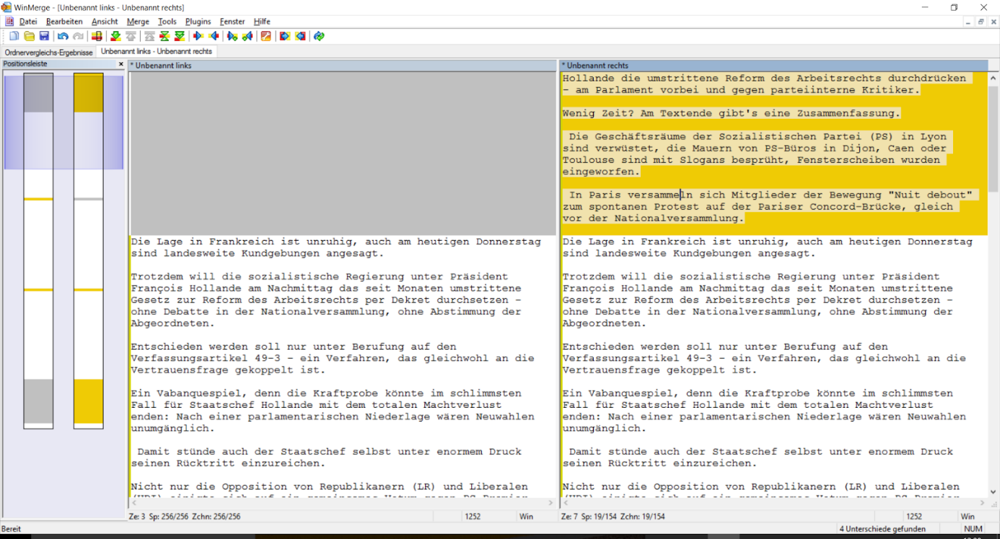 WinMerge - [Unbenannt links - Unbenannt rechts]
Datei Bearbeiten Ansicht Merge Tools Plugins Fenster Hilfe
Ordnervergleichs-Ergebnisse Unbenannt links - Unbenannt rechts
Positionsleiste
* Unbenannt links
Die Lage in Frankreich ist unruhig, auch am heutigen Donnerstag
sind landesweite Kundgebungen angesagt.
Trotzdem will die sozialistische Regierung unter Präsident
François Hollande am Nachmittag das seit Monaten umstrittene
Gesetz zur Reform des Arbeitsrechts per Dekret durchsetzen –
ohne Debatte in der Nationalversammlung, ohne Abstimmung der
Abgeordneten.
Entschieden werden soll nur unter Berufung auf den
Verfassungsartikel 49-3 – ein Verfahren, das gleichwohl an die
Vertrauensfrage gekoppelt ist.
Ein Vabanquespiel, denn die Kraftprobe könnte im schlimmsten
Fall für Staatschef Hollande mit dem totalen Machtverlust
enden: Nach einer parlamentarischen Niederlage wären Neuwahlen
unumgänglich.
Damit stünde auch der Staatschef selbst unter enormem Druck
seinen Rücktritt einzureichen.
Nicht nur die Opposition von Republikanern (LR) und Liberalen
* Unbenannt rechts
Hollande die umstrittene Reform des Arbeitsrechts durchdrücken
– am Parlament vorbei und gegen parteiinterne Kritiker.
Wenig Zeit? Am Textende gibt's eine Zusammenfassung.
Die Geschäftsräume der Sozialistischen Partei (PS) in Lyon
sind verwüstet, die Mauern von PS-Büros in Dijon, Caen oder
Toulouse sind mit Slogans besprüht, Fensterscheiben wurden
eingeworfen.
In Paris versammeln sich Mitglieder der Bewegung "Nuit debout"
zum spontanen Protest auf der Pariser Concord-Brücke, gleich
vor der Nationalversammlung.
Die Lage in Frankreich ist unruhig, auch am heutigen Donnerstag
sind landesweite Kundgebungen angesagt.
Trotzdem will die sozialistische Regierung unter Präsident
François Hollande am Nachmittag das seit Monaten umstrittene
Gesetz zur Reform des Arbeitsrechts per Dekret durchsetzen –
ohne Debatte in der Nationalversammlung, ohne Abstimmung der
Abgeordneten.
Entschieden werden soll nur unter Berufung auf den
Verfassungsartikel 49-3 – ein Verfahren, das gleichwohl an die
Vertrauensfrage gekoppelt ist.
Ein Vabanquespiel, denn die Kraftprobe könnte im schlimmsten
Fall für Staatschef Hollande mit dem totalen Machtverlust
enden: Nach einer parlamentarischen Niederlage wären Neuwahlen
unumgänglich.
Damit stünde auch der Staatschef selbst unter enormem Druck
seinen Rücktritt einzureichen.
Nicht nur die Opposition von Republikanern (LR) und Liberalen
Ze: 3 Sp: 256/256 Zchn: 256/256 1252 Win
Ze: 7 Sp: 19/154 Zchn: 19/154 1252 Win
Bereit 4 Unterschiede gefunden NUM